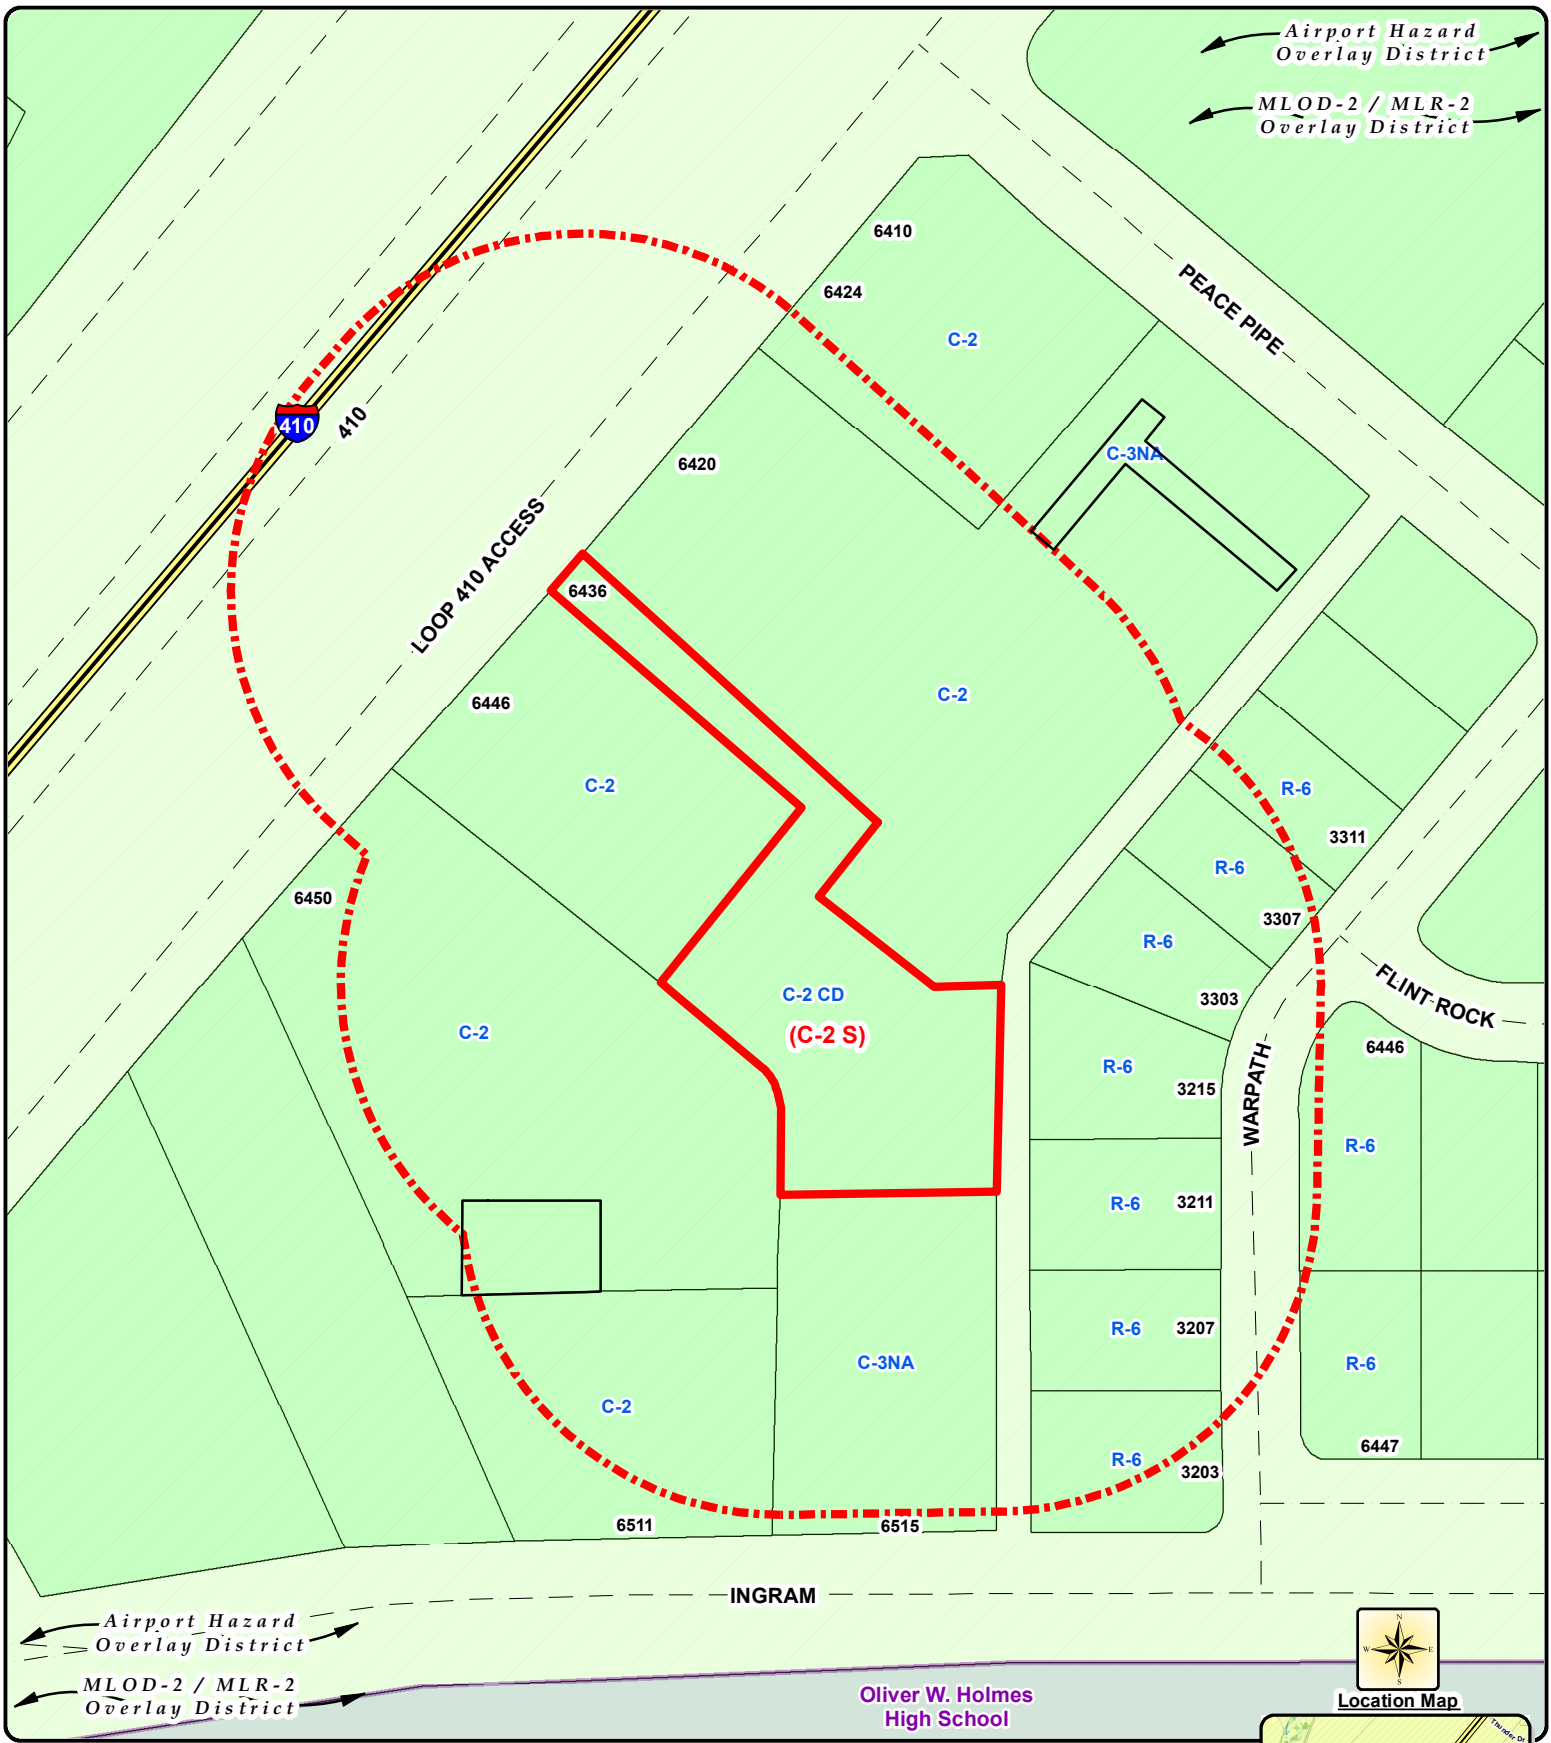 Airport Hazard
Overlay District
MLOD-2 / MLR-2
Overlay District
6410
PEACE PIPE
6424
C-2
410
410
C-3NA
6420
LOOP 410 ACCESS
6436
6446
C-2
C-2
R-6
3311
R-6
6450
3307
R-6
C-2 CD
FLINT ROCK
3303
C-2
(C-2 S)
6446
R-6
3215
WARPATH
R-6
R-6
3211
R-6
3207
C-3NA
R-6
C-2
6447
R-6
3203
6511
6515
INGRAM
Airport Hazard
Overlay District
MLOD-2 / MLR-2
Overlay District
Oliver W. Holmes
High School
N
W
E
S
Location Map
Thunder Dr